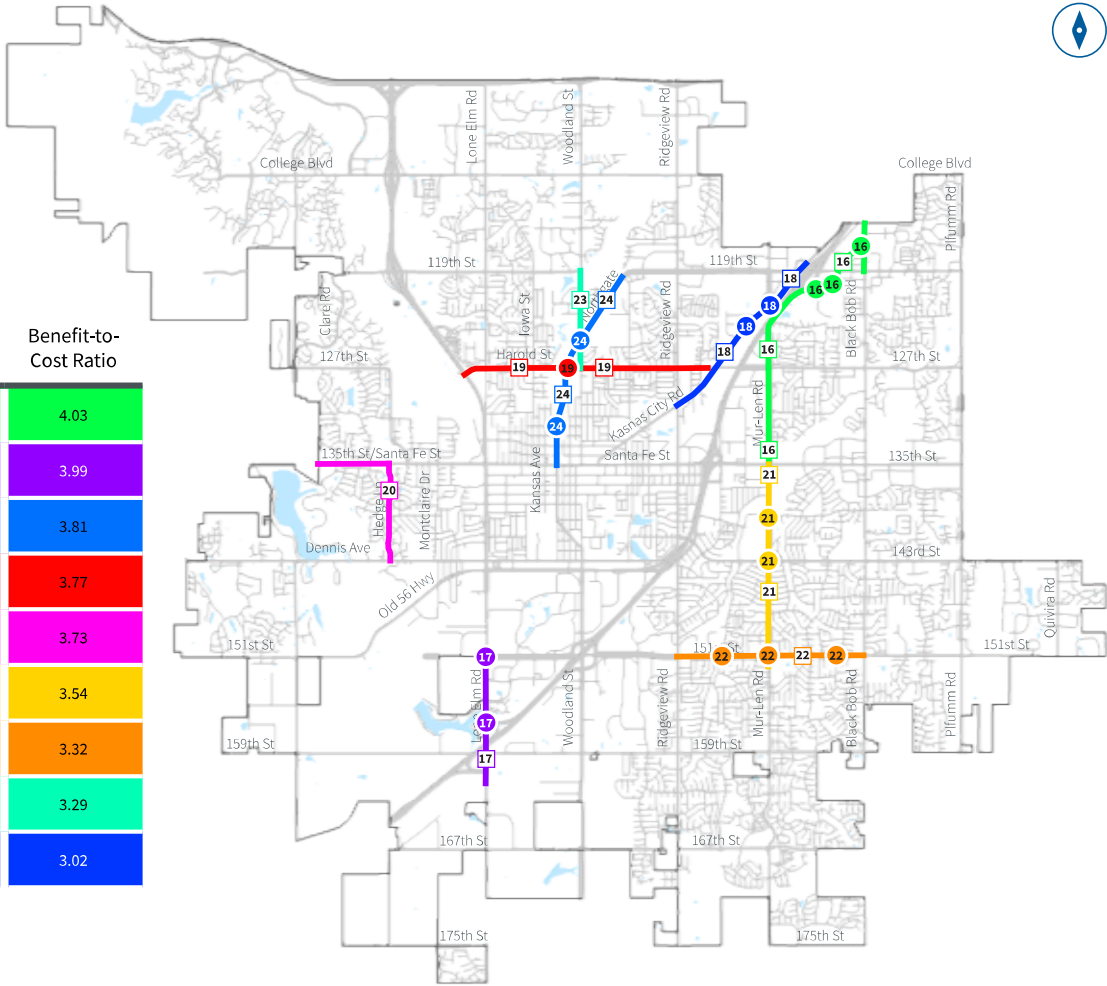 College Blvd
College Blvd
Lone Elm Rd
Woodland St
Ridgeview Rd
Pflumm Rd
16
16
119th St
119th St
18
16
16
23
24
18
Clare Rd
Iowa St
Ridgeview Rd
Black Bob Rd
Benefit-to-
Cost Ratio
18
24
127th St
Harold St
18
16
127th St
19
19
19
4.03
24
Kasnas City Rd
Mur-Len Rd
24
3.99
135th St/Santa Fe St
Santa Fe St
16
135th St
21
20
Kansas Ave
Montclaire Dr
3.81
21
Dennis Ave
143rd St
21
3.77
Old 56 Hwy
21
Quivira Rd
3.73
151st St
151st St
17
22
22
22
22
151st St
3.54
Lone Elm Rd
Woodland St
Ridgeview Rd
Mur-Len Rd
Black Bob Rd
Pflumm Rd
17
159th St
159th St
3.32
17
3.29
167th St
167th St
3.02
175th St
175th St